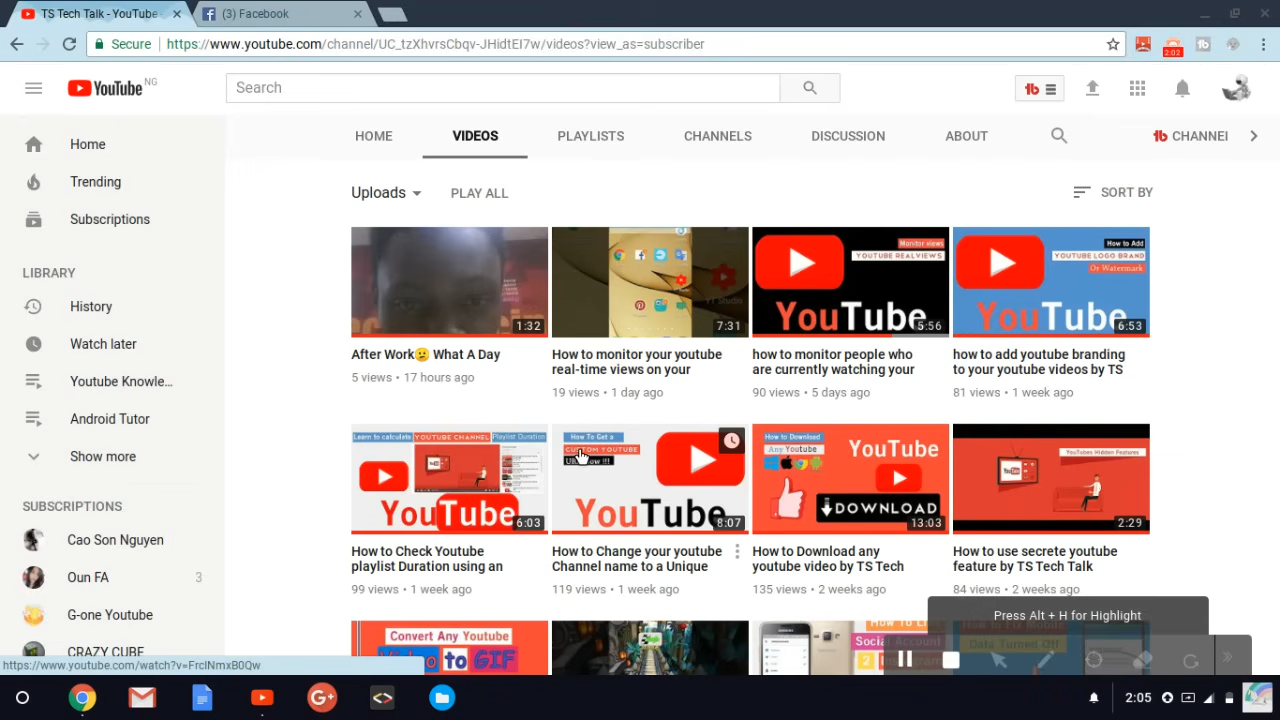 TS Tech Talk - YouTube
(3) Facebook
Secure
https://www.youtube.com/channel/UC_tzXhvrsCbqv-JHidtEI7w/videos?view_as=subscriber
2:02
YouTube NG
Search
HOME
VIDEOS
PLAYLISTS
CHANNELS
DISCUSSION
ABOUT
CHANNEL
Home
Trending
Subscriptions
LIBRARY
History
Watch later
Youtube Knowle...
Android Tutor
Show more
SUBSCRIPTIONS
Cao Son Nguyen
Oun FA 3
G-one Youtube
CRAZY CUBE
Uploads
PLAY ALL
SORT BY
1:32
After Work😕 What A Day
5 views • 17 hours ago
7:31
How to monitor your youtube
real-time views on your
19 views • 1 day ago
Monitor views
YOUTUBE REALVIEWS
YouTube
5:56
how to monitor people who
are currently watching your
90 views • 5 days ago
How to Add
YOUTUBE LOGO BRAND
Or Watermark
YouTube
6:53
how to add youtube branding
to your youtube videos by TS
81 views • 1 week ago
Learn to calculate
YOUTUBE CHANNEL
Playlist Duration
YouTube
6:03
How to Check Youtube
playlist Duration using an
99 views • 1 week ago
How To Get a
CUSTOM YOUTUBE
YouTube
8:07
How to Change your youtube
Channel name to a Unique
119 views • 1 week ago
How to Download
Any YouTube
YouTube
DOWNLOAD
13:03
How to Download any
youtube video by TS Tech
135 views • 2 weeks ago
YouTubes Hidden Features
2:29
How to use secrete youtube
feature by TS Tech Talk
84 views • 2 weeks ago
Convert Any Youtube
Video to GIF
Social Account
2
Data Turned Off
Press Alt + H for Highlight
https://www.youtube.com/watch?v=FrcINmxB0Qw
2:05